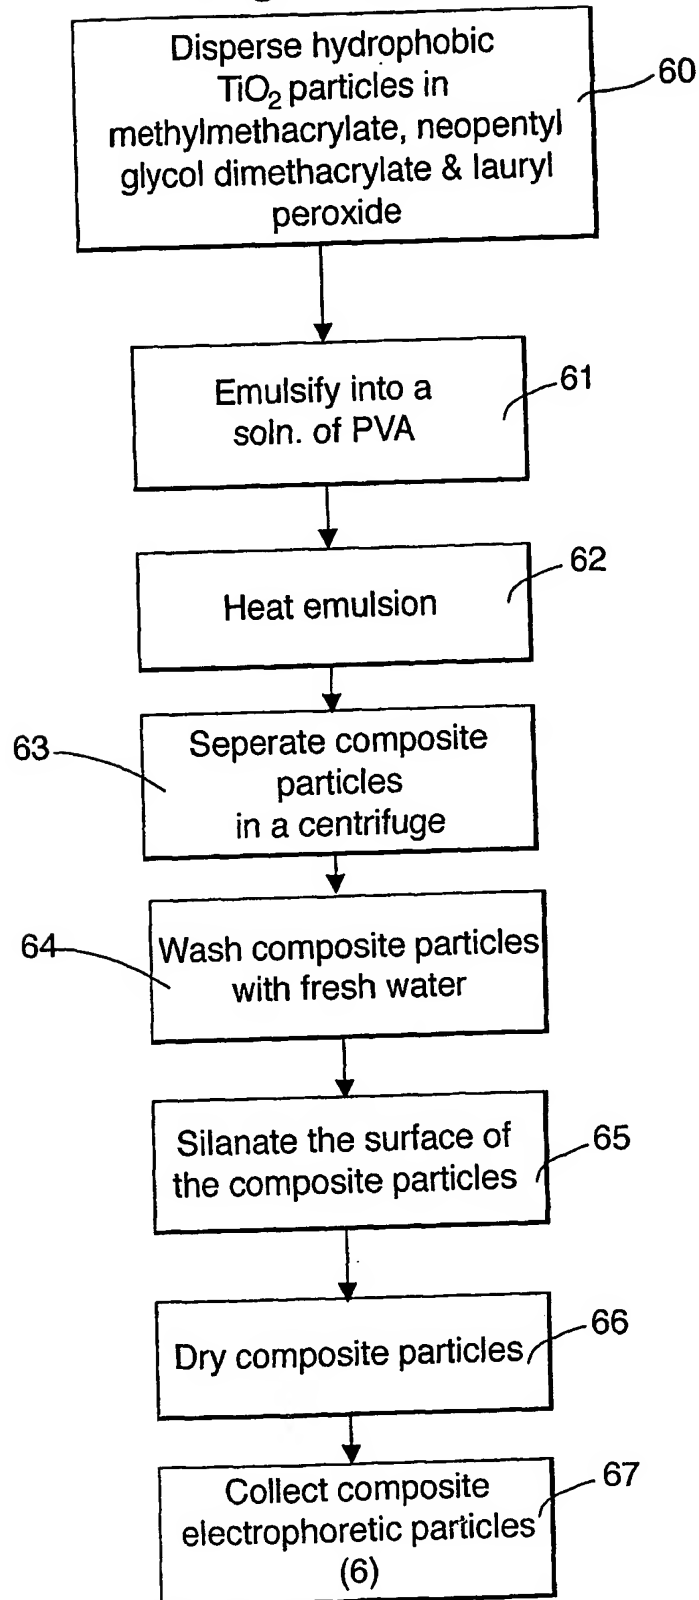 Disperse hydrophobic
TiO₂ particles in
methylmethacrylate, neopentyl
glycol dimethacrylate & lauryl
peroxide
60
Emulsify into a
soln. of PVA
61
Heat emulsion
62
63
Seperate composite
particles
in a centrifuge
64
Wash composite particles
with fresh water
Silanate the surface of
the composite particles
65
Dry composite particles
66
Collect composite
electrophoretic particles
(6)
67